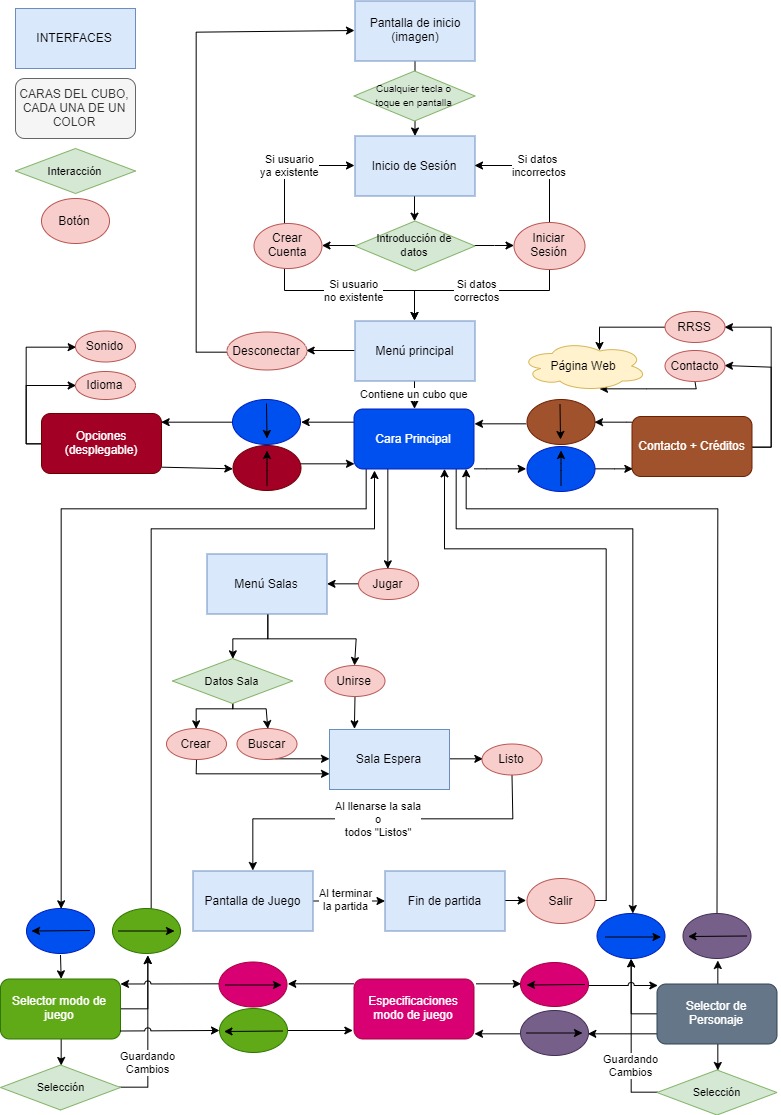 INTERFACES
CARAS DEL CUBO,
CADA UNA DE UN
COLOR
Interacción
Botón
Pantalla de inicio
(imagen)
Cualquier tecla o
toque en pantalla
Inicio de Sesión
Si usuario
ya existente
Si datos
incorrectos
Crear
Cuenta
Introducción de
datos
Iniciar
Sesión
Si usuario
no existente
Si datos
correctos
Menú principal
Desconectar
Contiene un cubo que
Sonido
Idioma
RRSS
Contacto
Página Web
Opciones
(desplegable)
Cara Principal
Contacto + Créditos
Menú Salas
Jugar
Datos Sala
Unirse
Crear
Buscar
Sala Espera
Listo
Al llenarse la sala
o
todos "Listos"
Pantalla de Juego
Al terminar
la partida
Fin de partida
Salir
Selector modo de
juego
Especificaciones
modo de juego
Selector de
Personaje
Guardando
Cambios
Guardando
Cambios
Selección
Selección